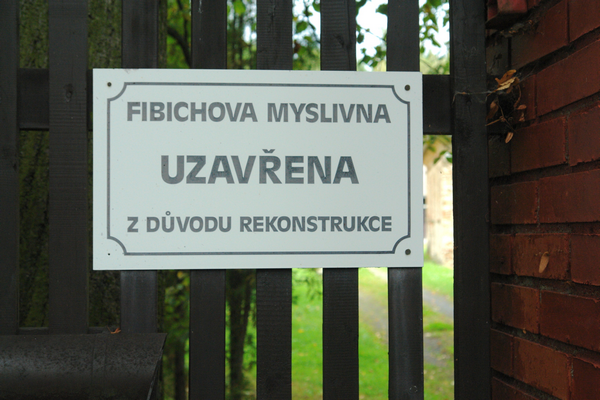 FIBICHOVA MYSLIVNA
UZAVŘENA
Z DŮVODU REKONSTRUKCE